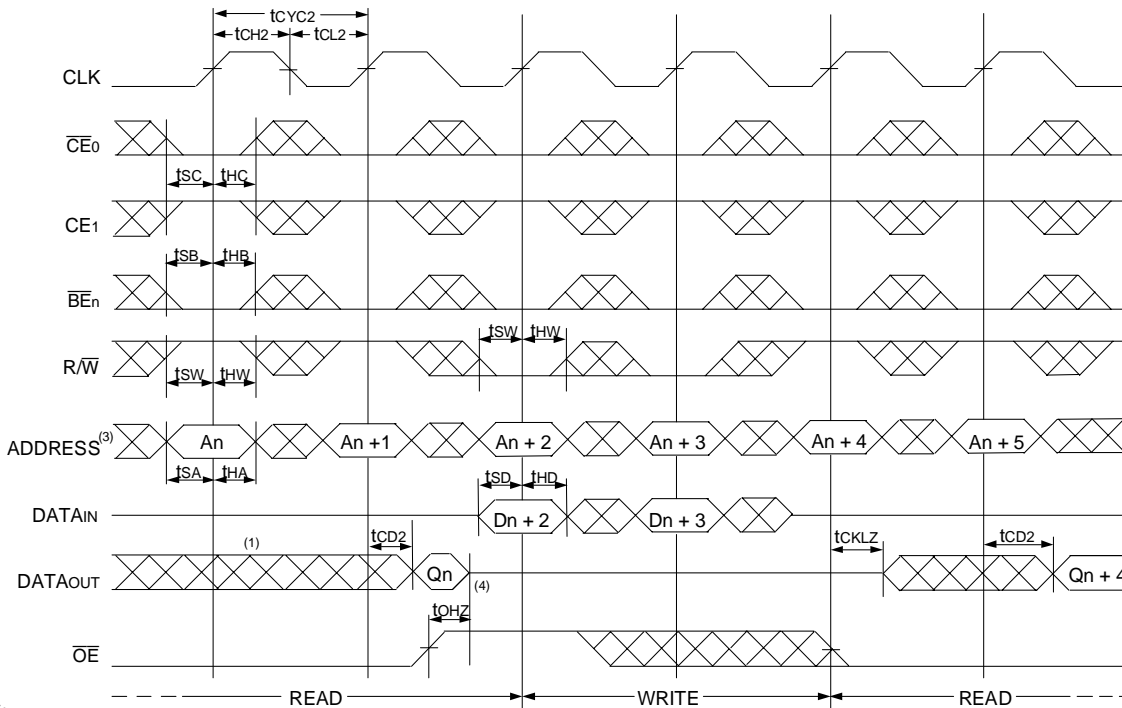 tCYC2
tCH2 tCL2
CLK
CE0
tSC tHC
CE1
tSB tHB
BEn
tSW tHW
R/W
tSW tHW
ADDRESS(3) An An +1 An + 2 An + 3 An + 4 An + 5
tSA tHA tSD tHD
DATAIN Dn + 2 Dn + 3
(1) tCD2 tCKLZ tCD2
DATAOUT Qn (4) Qn + 4
tOHZ
OE
READ WRITE READ